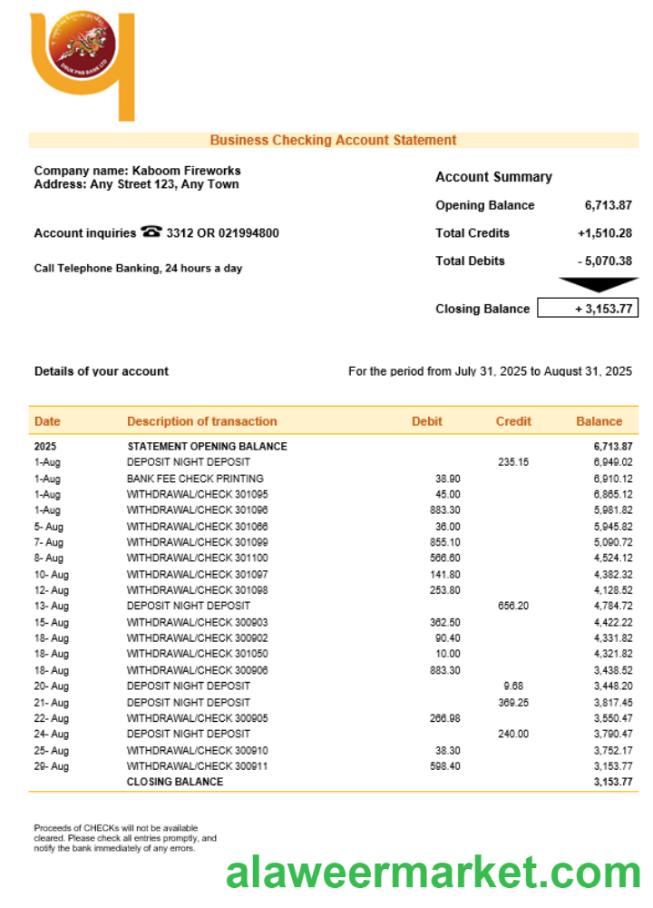 DRUK PNB BANK LTD
Business Checking Account Statement
Company name: Kaboom Fireworks
Address: Any Street 123, Any Town
Account inquiries ☎ 3312 OR 021994800
Call Telephone Banking, 24 hours a day
Account Summary
Opening Balance 6,713.87
Total Credits +1,510.28
Total Debits - 5,070.38
Closing Balance + 3,153.77
Details of your account For the period from July 31, 2025 to August 31, 2025
Date Description of transaction Debit Credit Balance
2025 STATEMENT OPENING BALANCE 6,713.87
1-Aug DEPOSIT NIGHT DEPOSIT 235.15 6,949.02
1-Aug BANK FEE CHECK PRINTING 38.90 6,910.12
1-Aug WITHDRAWAL/CHECK 301095 45.00 6,865.12
1-Aug WITHDRAWAL/CHECK 301096 883.30 5,981.82
5- Aug WITHDRAWAL/CHECK 301066 36.00 5,945.82
7- Aug WITHDRAWAL/CHECK 301099 855.10 5,090.72
8- Aug WITHDRAWAL/CHECK 301100 566.60 4,524.12
10- Aug WITHDRAWAL/CHECK 301097 141.80 4,382.32
12- Aug WITHDRAWAL/CHECK 301098 253.80 4,128.52
13- Aug DEPOSIT NIGHT DEPOSIT 656.20 4,784.72
15- Aug WITHDRAWAL/CHECK 300903 362.50 4,422.22
18- Aug WITHDRAWAL/CHECK 300902 90.40 4,331.82
18- Aug WITHDRAWAL/CHECK 301050 10.00 4,321.82
18- Aug WITHDRAWAL/CHECK 300906 883.30 3,438.52
20- Aug DEPOSIT NIGHT DEPOSIT 9.68 3,448.20
21- Aug DEPOSIT NIGHT DEPOSIT 369.25 3,817.45
22- Aug WITHDRAWAL/CHECK 300905 266.98 3,550.47
24- Aug DEPOSIT NIGHT DEPOSIT 240.00 3,790.47
25- Aug WITHDRAWAL/CHECK 300910 38.30 3,752.17
29- Aug WITHDRAWAL/CHECK 300911 598.40 3,153.77
CLOSING BALANCE 3,153.77
Proceeds of CHECKs will not be available
cleared. Please check all entries promptly, and
notify the bank immediately of any errors.
alaweermarket.com